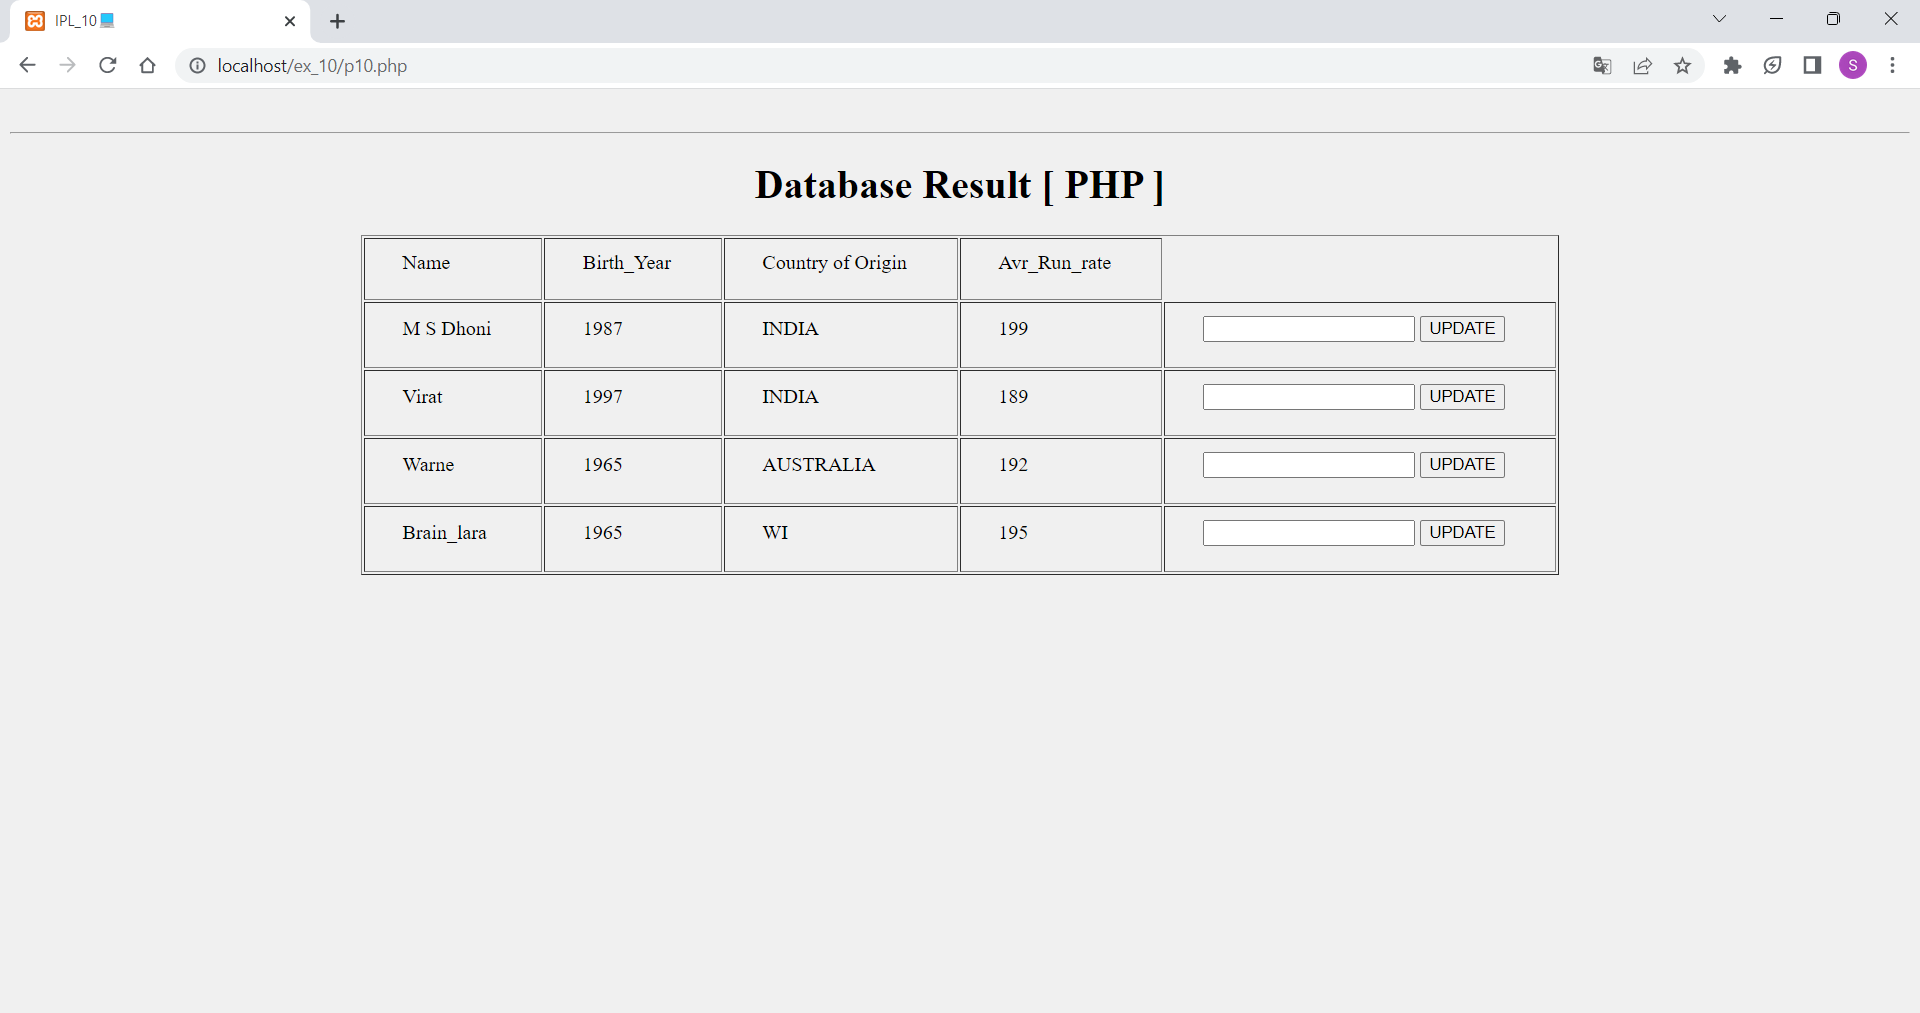 IPL_10
localhost/ex_10/p10.php
S
Database Result [ PHP ]
Name Birth_Year Country of Origin Avr_Run_rate
M S Dhoni 1987 INDIA 199 UPDATE
Virat 1997 INDIA 189 UPDATE
Warne 1965 AUSTRALIA 192 UPDATE
Brain_lara 1965 WI 195 UPDATE